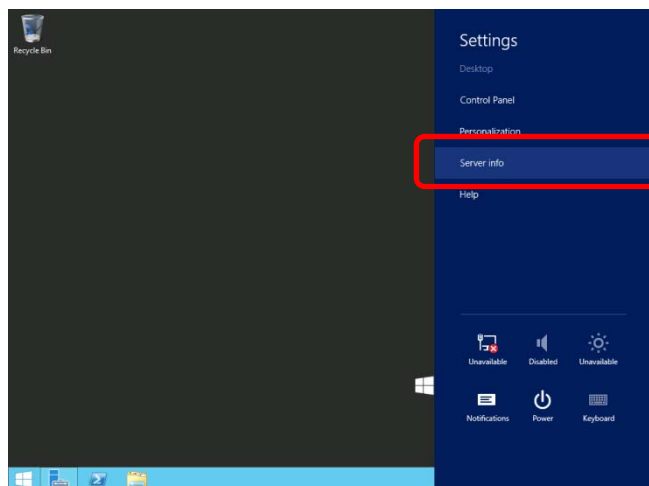 Recycle Bin
Settings
Desktop
Control Panel
Personalization
Server info
Help
Unavailable
Disabled
Unavailable
Notifications
Power
Keyboard